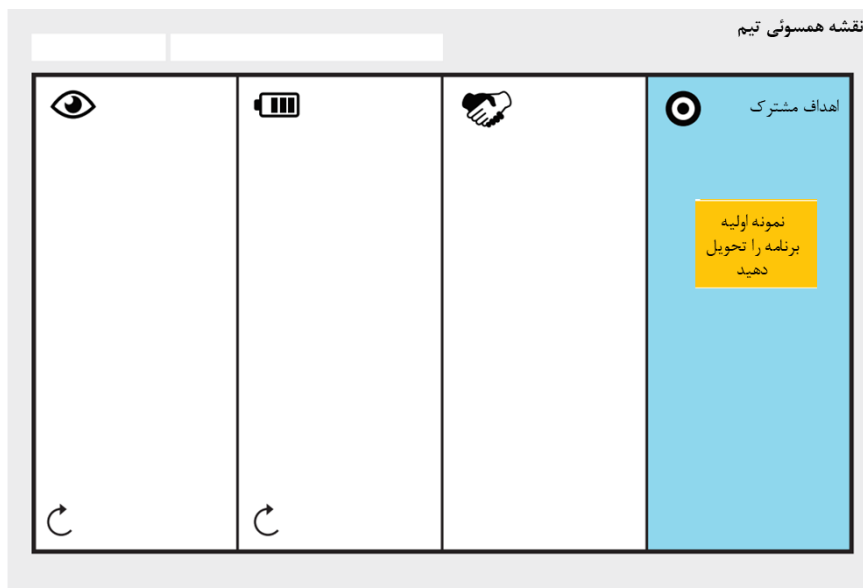 نقشه همسوئی تیم
اهداف مشترک
نمونه اولیه
برنامه را تحویل
دهید